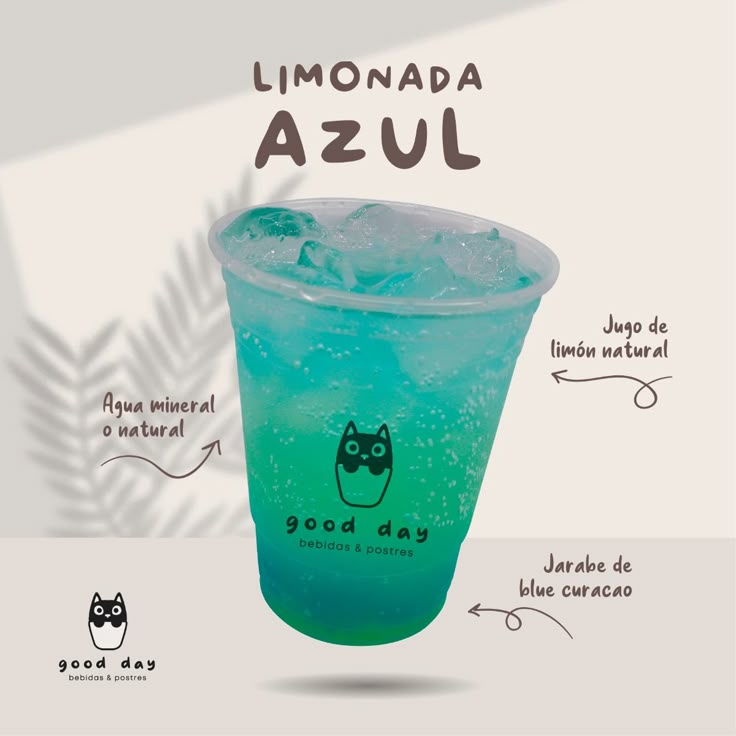 LIMONADA
AZUL
Jugo de
limón natural
Agua mineral
o natural
good day
bebidas & postres
Jarabe de
blue curacao
good day
bebidas & postres